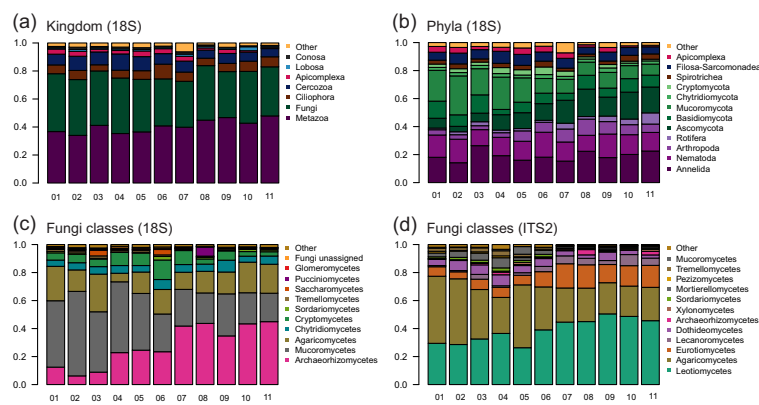 (a) Kingdom (18S)
1.0
0.8
0.6
0.4
0.2
0.0
01 02 03 04 05 06 07 08 09 10 11
Other
Conosa
Lobosa
Apicomplexa
Cercozoa
Ciliophora
Fungi
Metazoa
(b) Phyla (18S)
1.0
0.8
0.6
0.4
0.2
0.0
01 02 03 04 05 06 07 08 09 10 11
Other
Apicomplexa
Filosa-Sarcomonadea
Spirotrichea
Cryptomycota
Chytridiomycota
Mucoromycota
Basidiomycota
Ascomycota
Rotifera
Arthropoda
Nematoda
Annelida
(c) Fungi classes (18S)
1.0
0.8
0.6
0.4
0.2
0.0
01 02 03 04 05 06 07 08 09 10 11
Other
Fungi unassigned
Glomeromycetes
Pucciniomycetes
Saccharomycetes
Tremellomycetes
Sordariomycetes
Cryptomycetes
Chytridiomycetes
Agaricomycetes
Mucoromycetes
Archaeorhizomycetes
(d) Fungi classes (ITS2)
1.0
0.8
0.6
0.4
0.2
0.0
01 02 03 04 05 06 07 08 09 10 11
Other
Mucoromycetes
Tremellomycetes
Pezizomycetes
Mortierellomycetes
Sordariomycetes
Xylonomycetes
Archaeorhizomycetes
Dothideomycetes
Lecanoromycetes
Eurotiomycetes
Agaricomycetes
Leotiomycetes